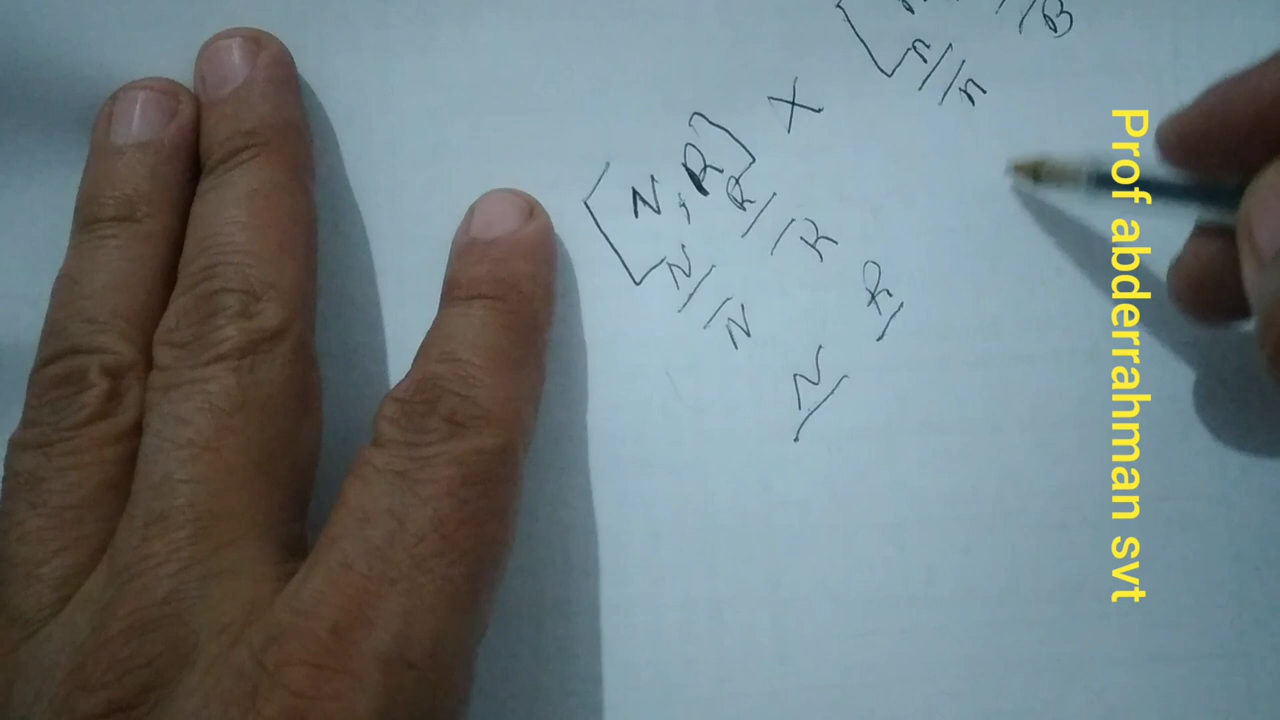 [N, R] X [
N//N R//R n//n //B
N R
Prof abderrahman svt